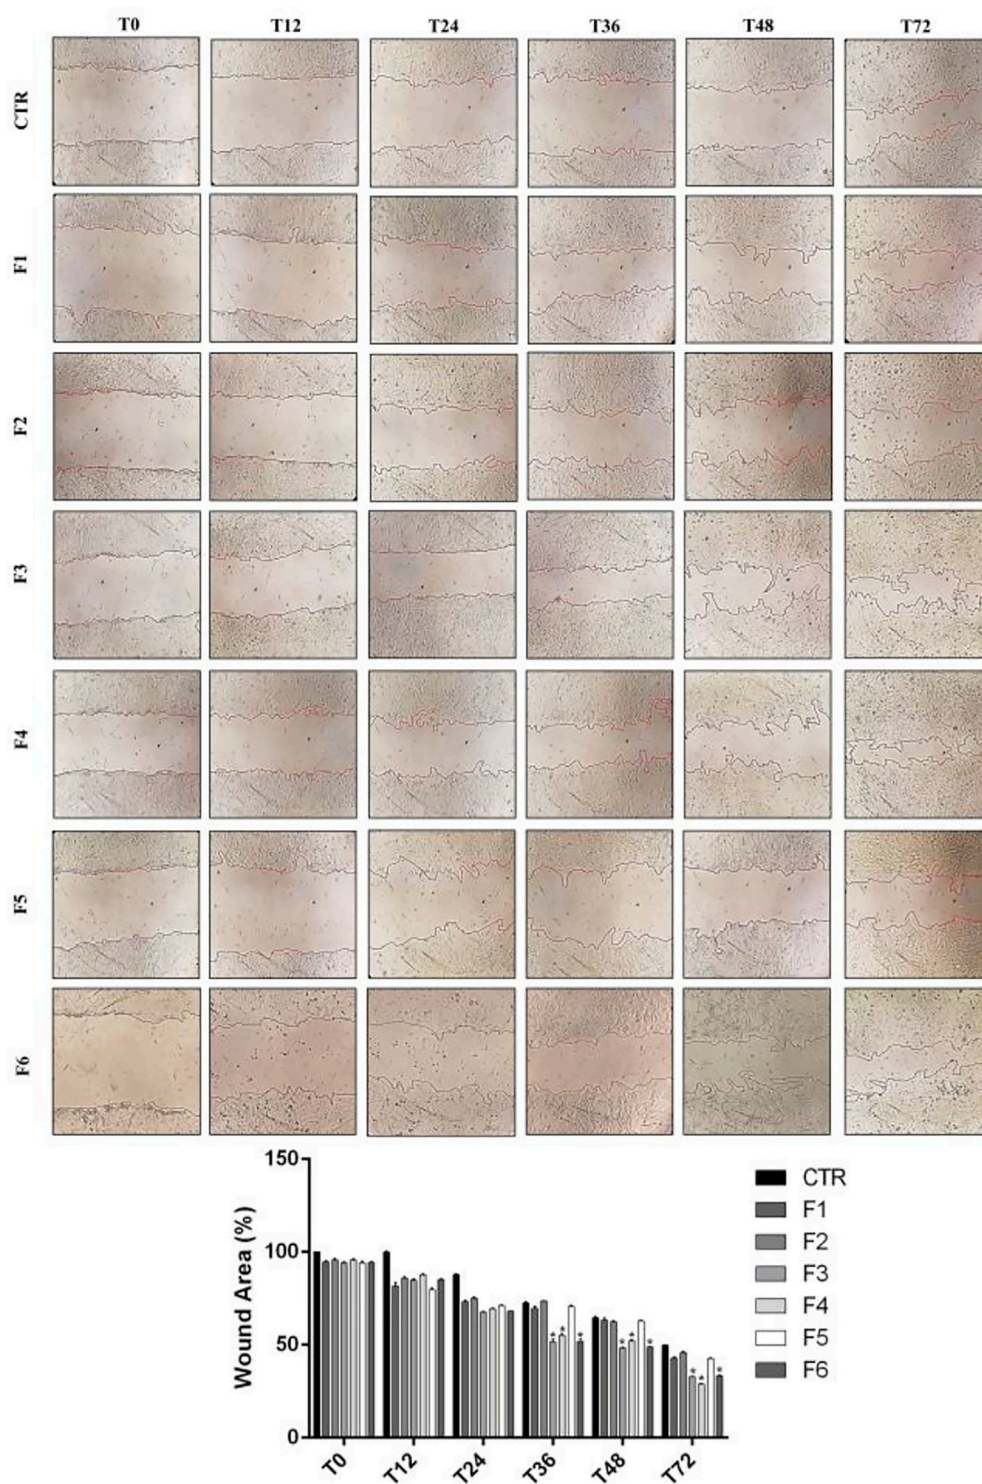 T0 T12 T24 T36 T48 T72
CTR
F1
F2
F3
F4
F5
F6
150
100
50
0
Wound Area (%)
* * *
* * *
* * *
T0 T12 T24 T36 T48 T72
CTR
F1
F2
F3
F4
F5
F6